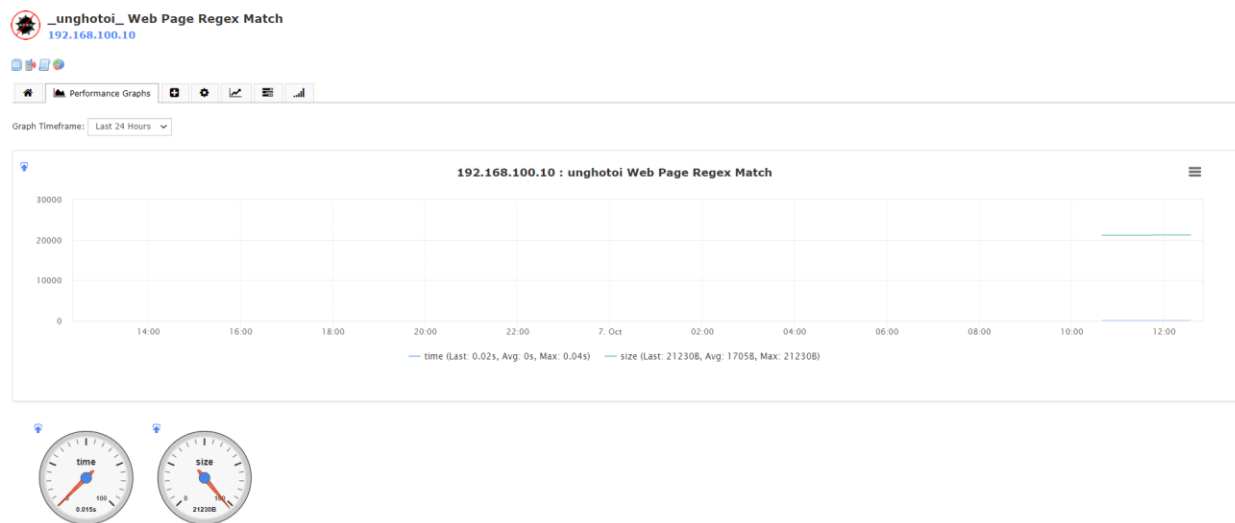 _unghotoi_ Web Page Regex Match
192.168.100.10
Performance Graphs
Graph Timeframe: Last 24 Hours
192.168.100.10 : unghotoi Web Page Regex Match
30000
20000
10000
0
14:00 16:00 18:00 20:00 22:00 7. Oct 02:00 04:00 06:00 08:00 10:00 12:00
time (Last: 0.02s, Avg: 0s, Max: 0.04s) size (Last: 21230B, Avg: 1705B, Max: 21230B)
time size
0 100 0 100
0.015s 21230B